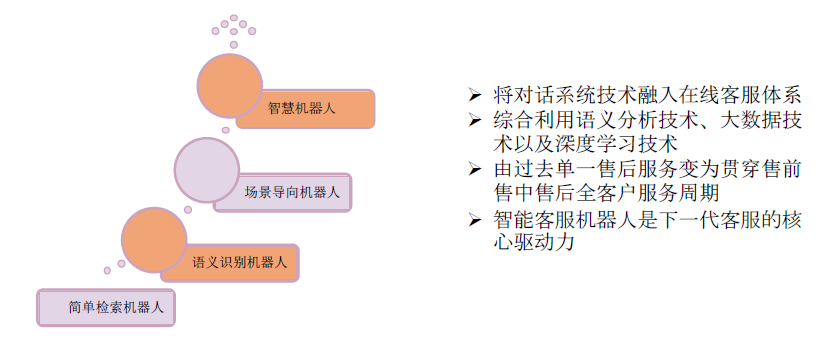 智慧机器人
场景导向机器人
语义识别机器人
简单检索机器人
➢ 将对话系统技术融入在线客服体系
➢ 综合利用语义分析技术、大数据技
术以及深度学习技术
➢ 由过去单一售后服务变为贯穿售前
售中售后全客户服务周期
➢ 智能客服机器人是下一代客服的核
心驱动力